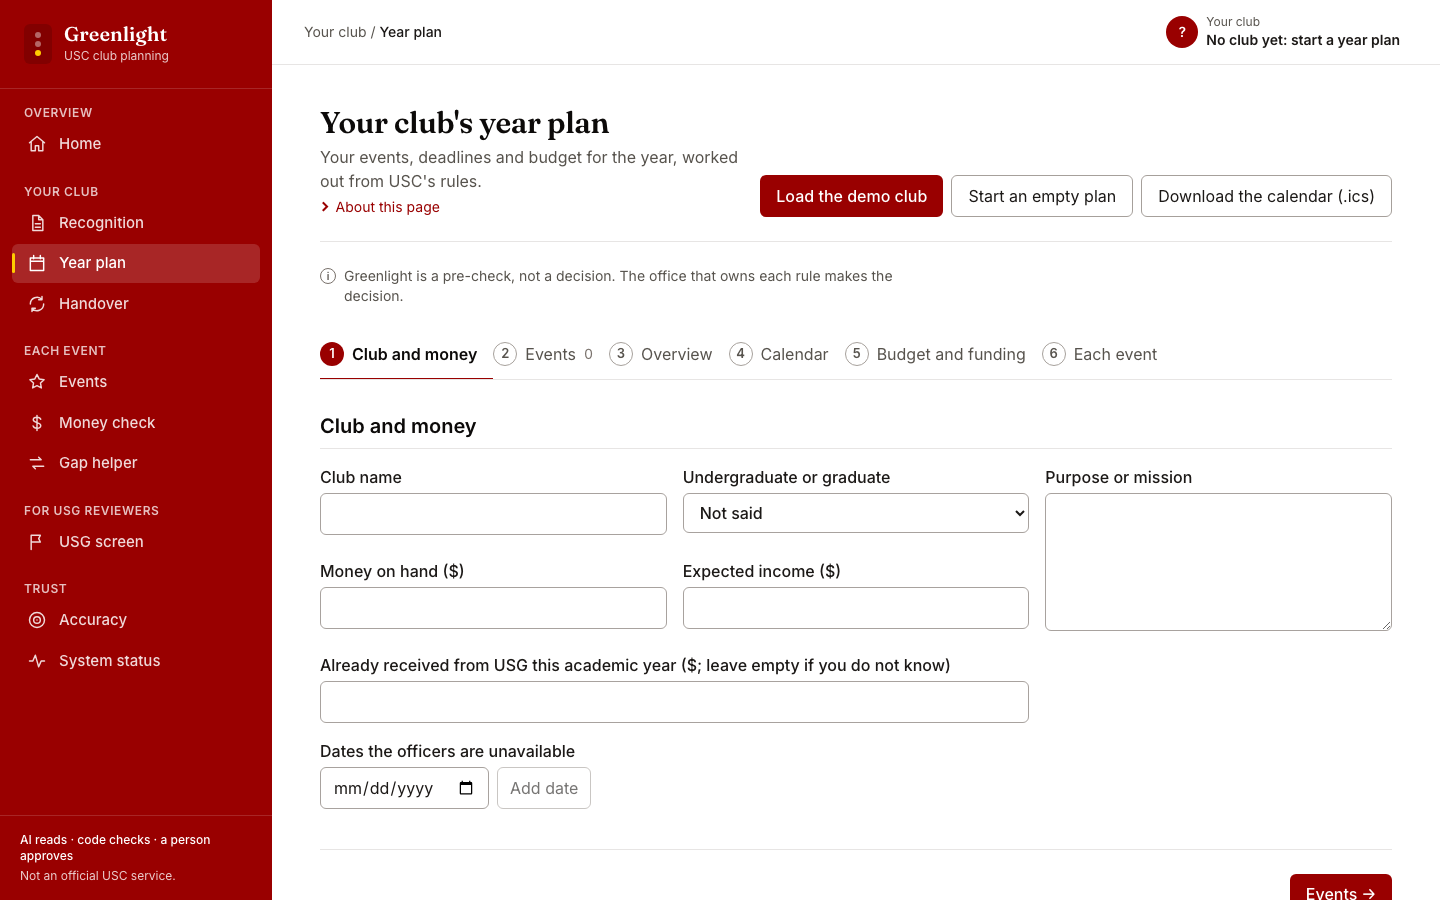 Greenlight
USC club planning
OVERVIEW
Home
YOUR CLUB
Recognition
Year plan
Handover
EACH EVENT
Events
Money check
Gap helper
FOR USG REVIEWERS
USG screen
TRUST
Accuracy
System status
AI reads · code checks · a person
approves
Not an official USC service.
Your club / Year plan
?
Your club
No club yet: start a year plan
Your club's year plan
Your events, deadlines and budget for the year, worked
out from USC's rules.
About this page
Load the demo club
Start an empty plan
Download the calendar (.ics)
Greenlight is a pre-check, not a decision. The office that owns each rule makes the
decision.
1 Club and money 2 Events 0 3 Overview 4 Calendar 5 Budget and funding 6 Each event
Club and money
Club name
Undergraduate or graduate
Not said
Purpose or mission
Money on hand ($)
Expected income ($)
Already received from USG this academic year ($; leave empty if you do not know)
Dates the officers are unavailable
mm/dd/yyyy
Add date
Events →